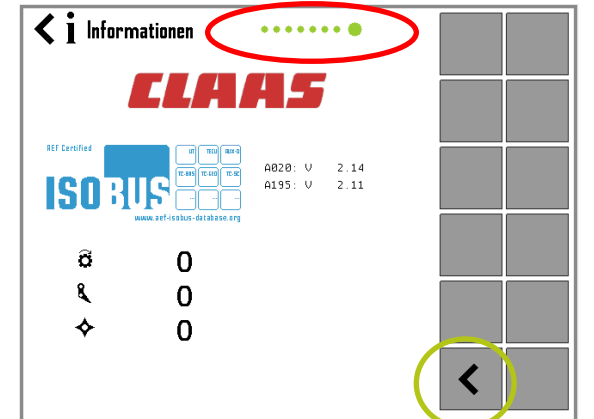 Informationen
CLAAS
AEF Certified
UT TECU AUX-O
TC-BAS TC-GEO TC-SC
-- -- --
ISOBUS
www.aef-isobus-database.org
A020: V 2.14
A195: V 2.11
0
0
0